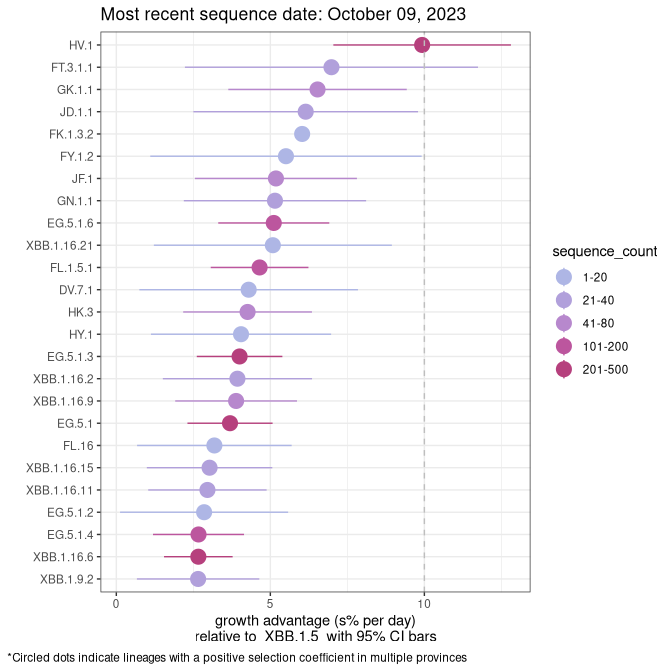 Most recent sequence date: October 09, 2023
HV.1
FT.3.1.1
GK.1.1
JD.1.1
FK.1.3.2
FY.1.2
JF.1
GN.1.1
EG.5.1.6
XBB.1.16.21
FL.1.5.1
DV.7.1
HK.3
HY.1
EG.5.1.3
XBB.1.16.2
XBB.1.16.9
EG.5.1
FL.16
XBB.1.16.15
XBB.1.16.11
EG.5.1.2
EG.5.1.4
XBB.1.16.6
XBB.1.9.2
0 5 10
growth advantage (s% per day)
relative to XBB.1.5 with 95% CI bars
sequence_count
1-20
21-40
41-80
101-200
201-500
*Circled dots indicate lineages with a positive selection coefficient in multiple provinces